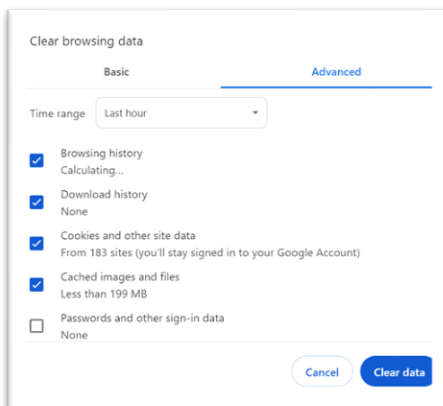 Clear browsing data
Basic
Advanced
Time range
Last hour
Browsing history
Calculating...
Download history
None
Cookies and other site data
From 183 sites (you'll stay signed in to your Google Account)
Cached images and files
Less than 199 MB
Passwords and other sign-in data
None
Cancel
Clear data